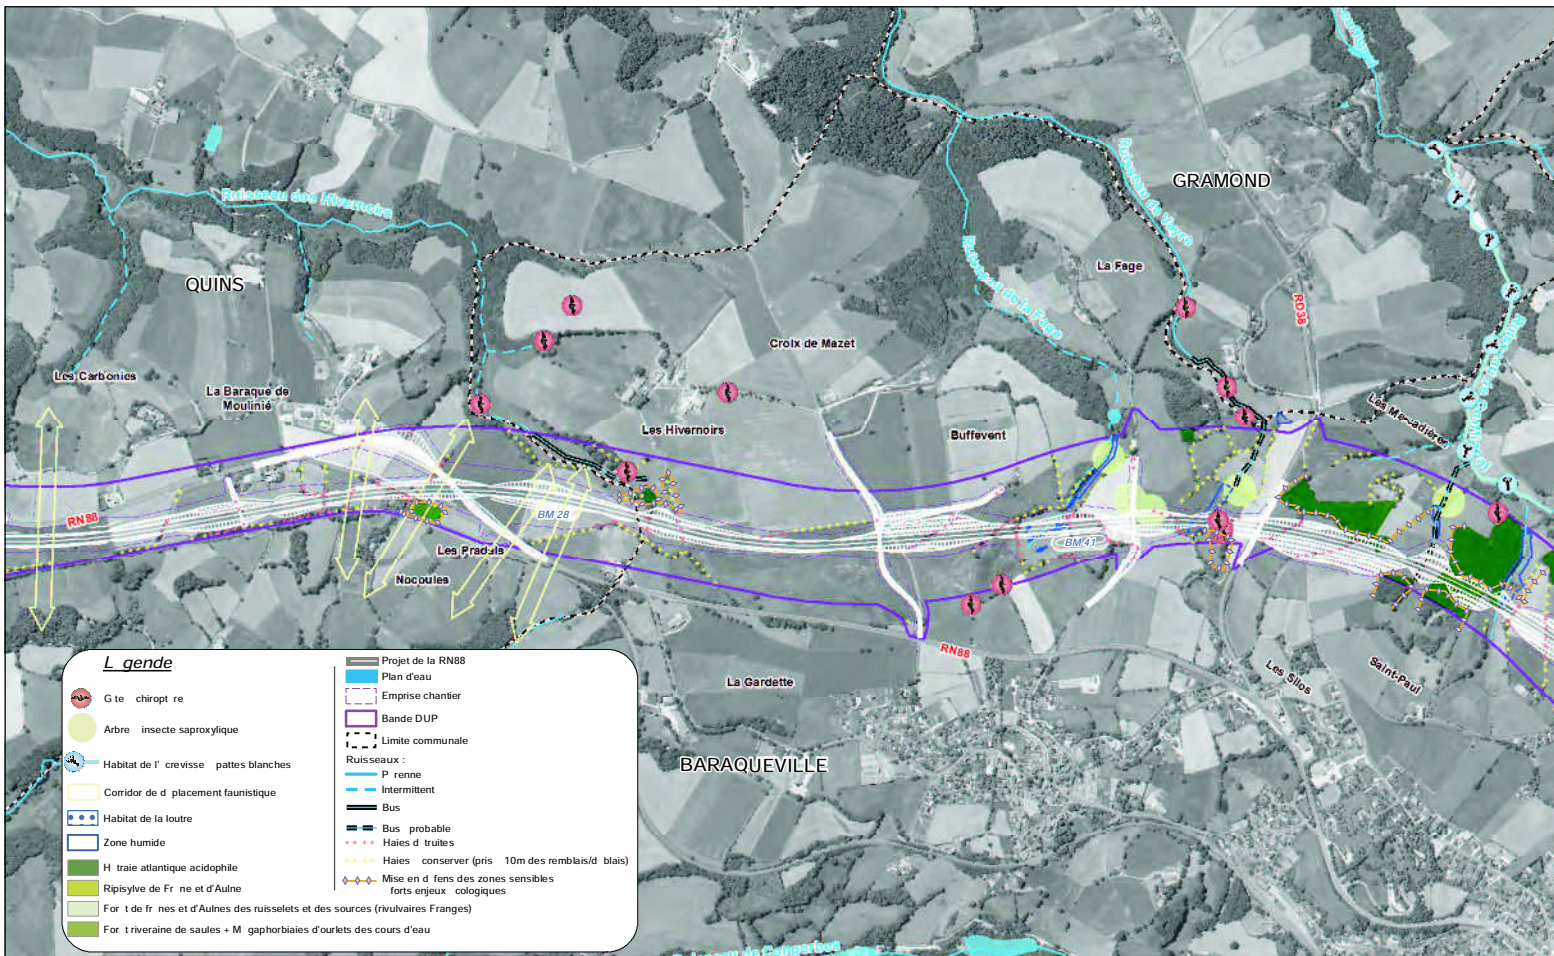 GRAMOND
Ruisseau de Vayre
Ruisseau des Hivernoirs
QUINS
La Fage
Ruisseau de la Fage
RD38
Croix de Mazet
Les Carbonies
La Baraque de
Moulinié
Les Hivernoirs
Buffevent
RN88
BM 28
BM 41
Les Pradals
Nocoules
RN88
La Gardette
Les Silos
Saint-Paul
BARAQUEVILLE
L gende
G te chiropt re
Arbre insecte saproxylique
Habitat de l' crevisse pattes blanches
Corridor de d placement faunistique
Habitat de la loutre
Zone humide
H traie atlantique acidophile
Ripisylve de Fr ne et d'Aulne
For t de fr nes et d'Aulnes des ruisselets et des sources (rivulvaires Franges)
For t riveraine de saules + M gaphorbiaies d'ourlets des cours d'eau
Projet de la RN88
Plan d'eau
Emprise chantier
Bande DUP
Limite communale
Ruisseaux :
P renne
Intermittent
Bus
Bus probable
Haies d truites
Haies conserver (pris 10m des remblais/d blais)
Mise en d fens des zones sensibles
forts enjeux cologiques